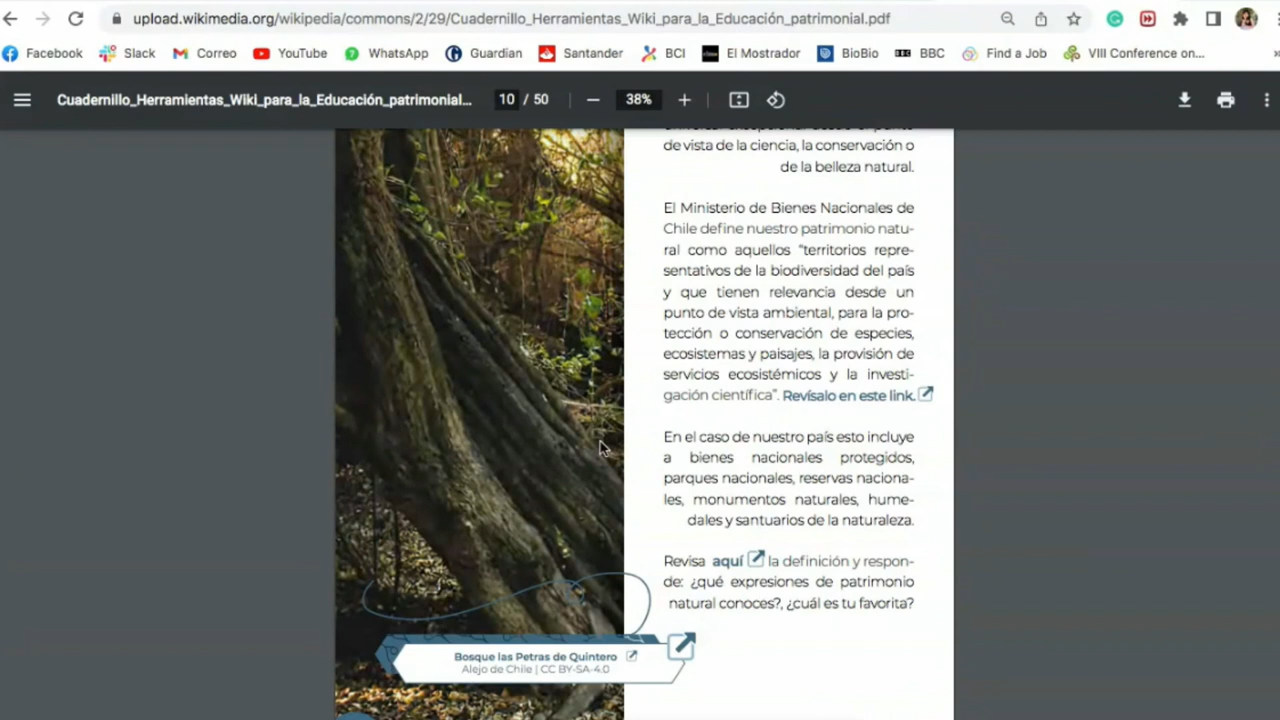 upload.wikimedia.org/wikipedia/commons/2/29/Cuadernillo_Herramientas_Wiki_para_la_Educación_patrimonial.pdf
Facebook Slack Correo YouTube WhatsApp Guardian Santander BCI El Mostrador BioBio BBC BBC Find a Job VIII Conference on... »
Cuadernillo_Herramientas_Wiki_para_la_Educación_patrimonial... 10 / 50 38%
de vista de la ciencia, la conservación o
de la belleza natural.
El Ministerio de Bienes Nacionales de
Chile define nuestro patrimonio natu-
ral como aquellos “territorios repre-
sentativos de la biodiversidad del país
y que tienen relevancia desde un
punto de vista ambiental, para la pro-
tección o conservación de especies,
ecosistemas y paisajes, la provisión de
servicios ecosistémicos y la investi-
gación científica”. Revísalo en este link.
En el caso de nuestro país esto incluye
a bienes nacionales protegidos,
parques nacionales, reservas naciona-
les, monumentos naturales, hume-
dales y santuarios de la naturaleza.
Revisa aquí la definición y respon-
de: ¿qué expresiones de patrimonio
natural conoces?, ¿cuál es tu favorita?
Bosque las Petras de Quintero
Alejo de Chile | CC BY-SA-4.0